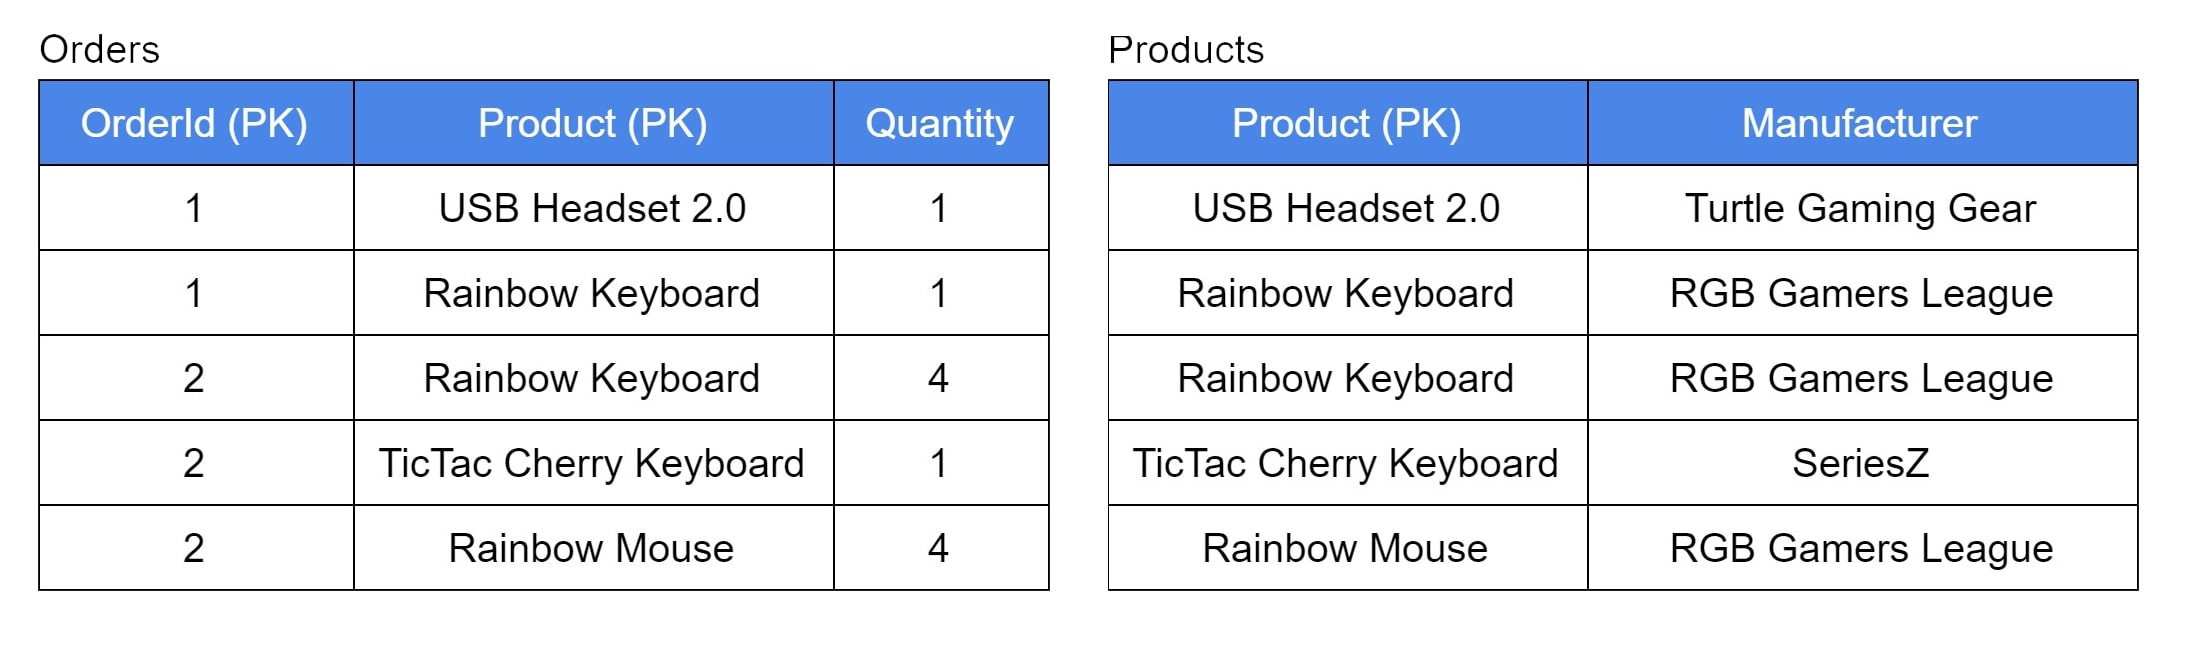 Orders
OrderId (PK) Product (PK) Quantity
1 USB Headset 2.0 1
1 Rainbow Keyboard 1
2 Rainbow Keyboard 4
2 TicTac Cherry Keyboard 1
2 Rainbow Mouse 4
Products
Product (PK) Manufacturer
USB Headset 2.0 Turtle Gaming Gear
Rainbow Keyboard RGB Gamers League
Rainbow Keyboard RGB Gamers League
TicTac Cherry Keyboard SeriesZ
Rainbow Mouse RGB Gamers League